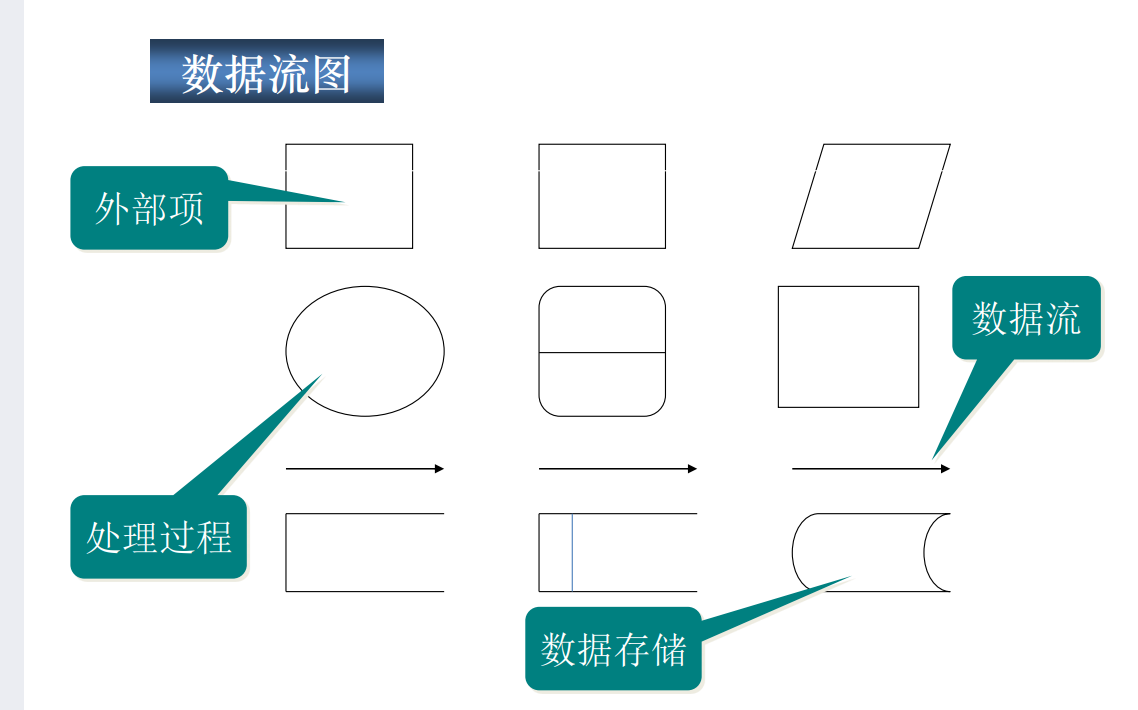 数据流图
外部项
数据流
处理过程
数据存储